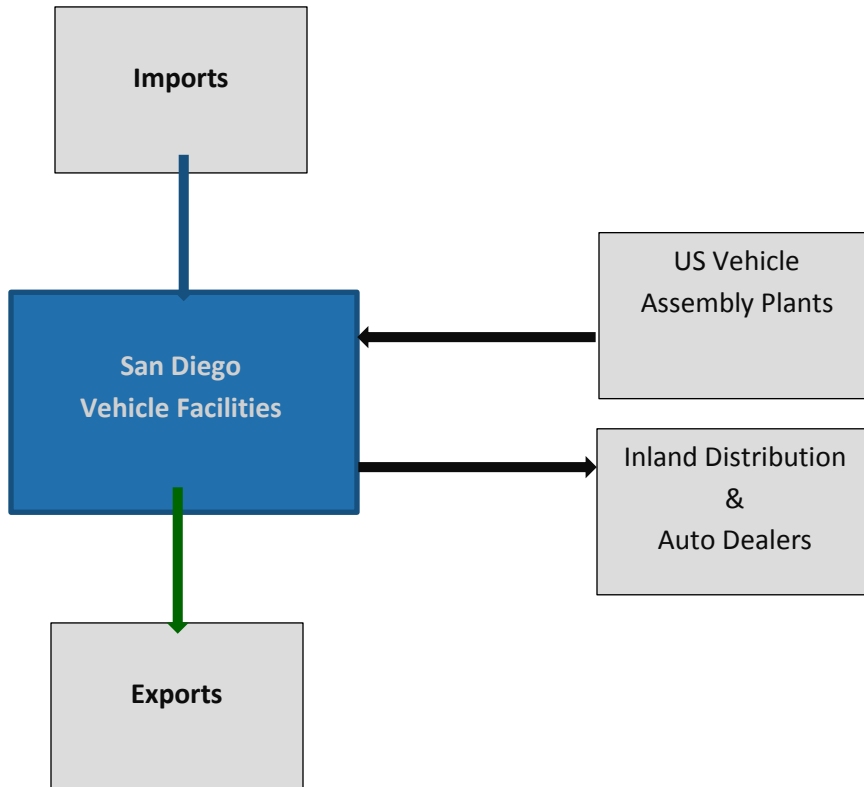 Imports
US Vehicle
Assembly Plants
San Diego
Vehicle Facilities
Inland Distribution
&
Auto Dealers
Exports